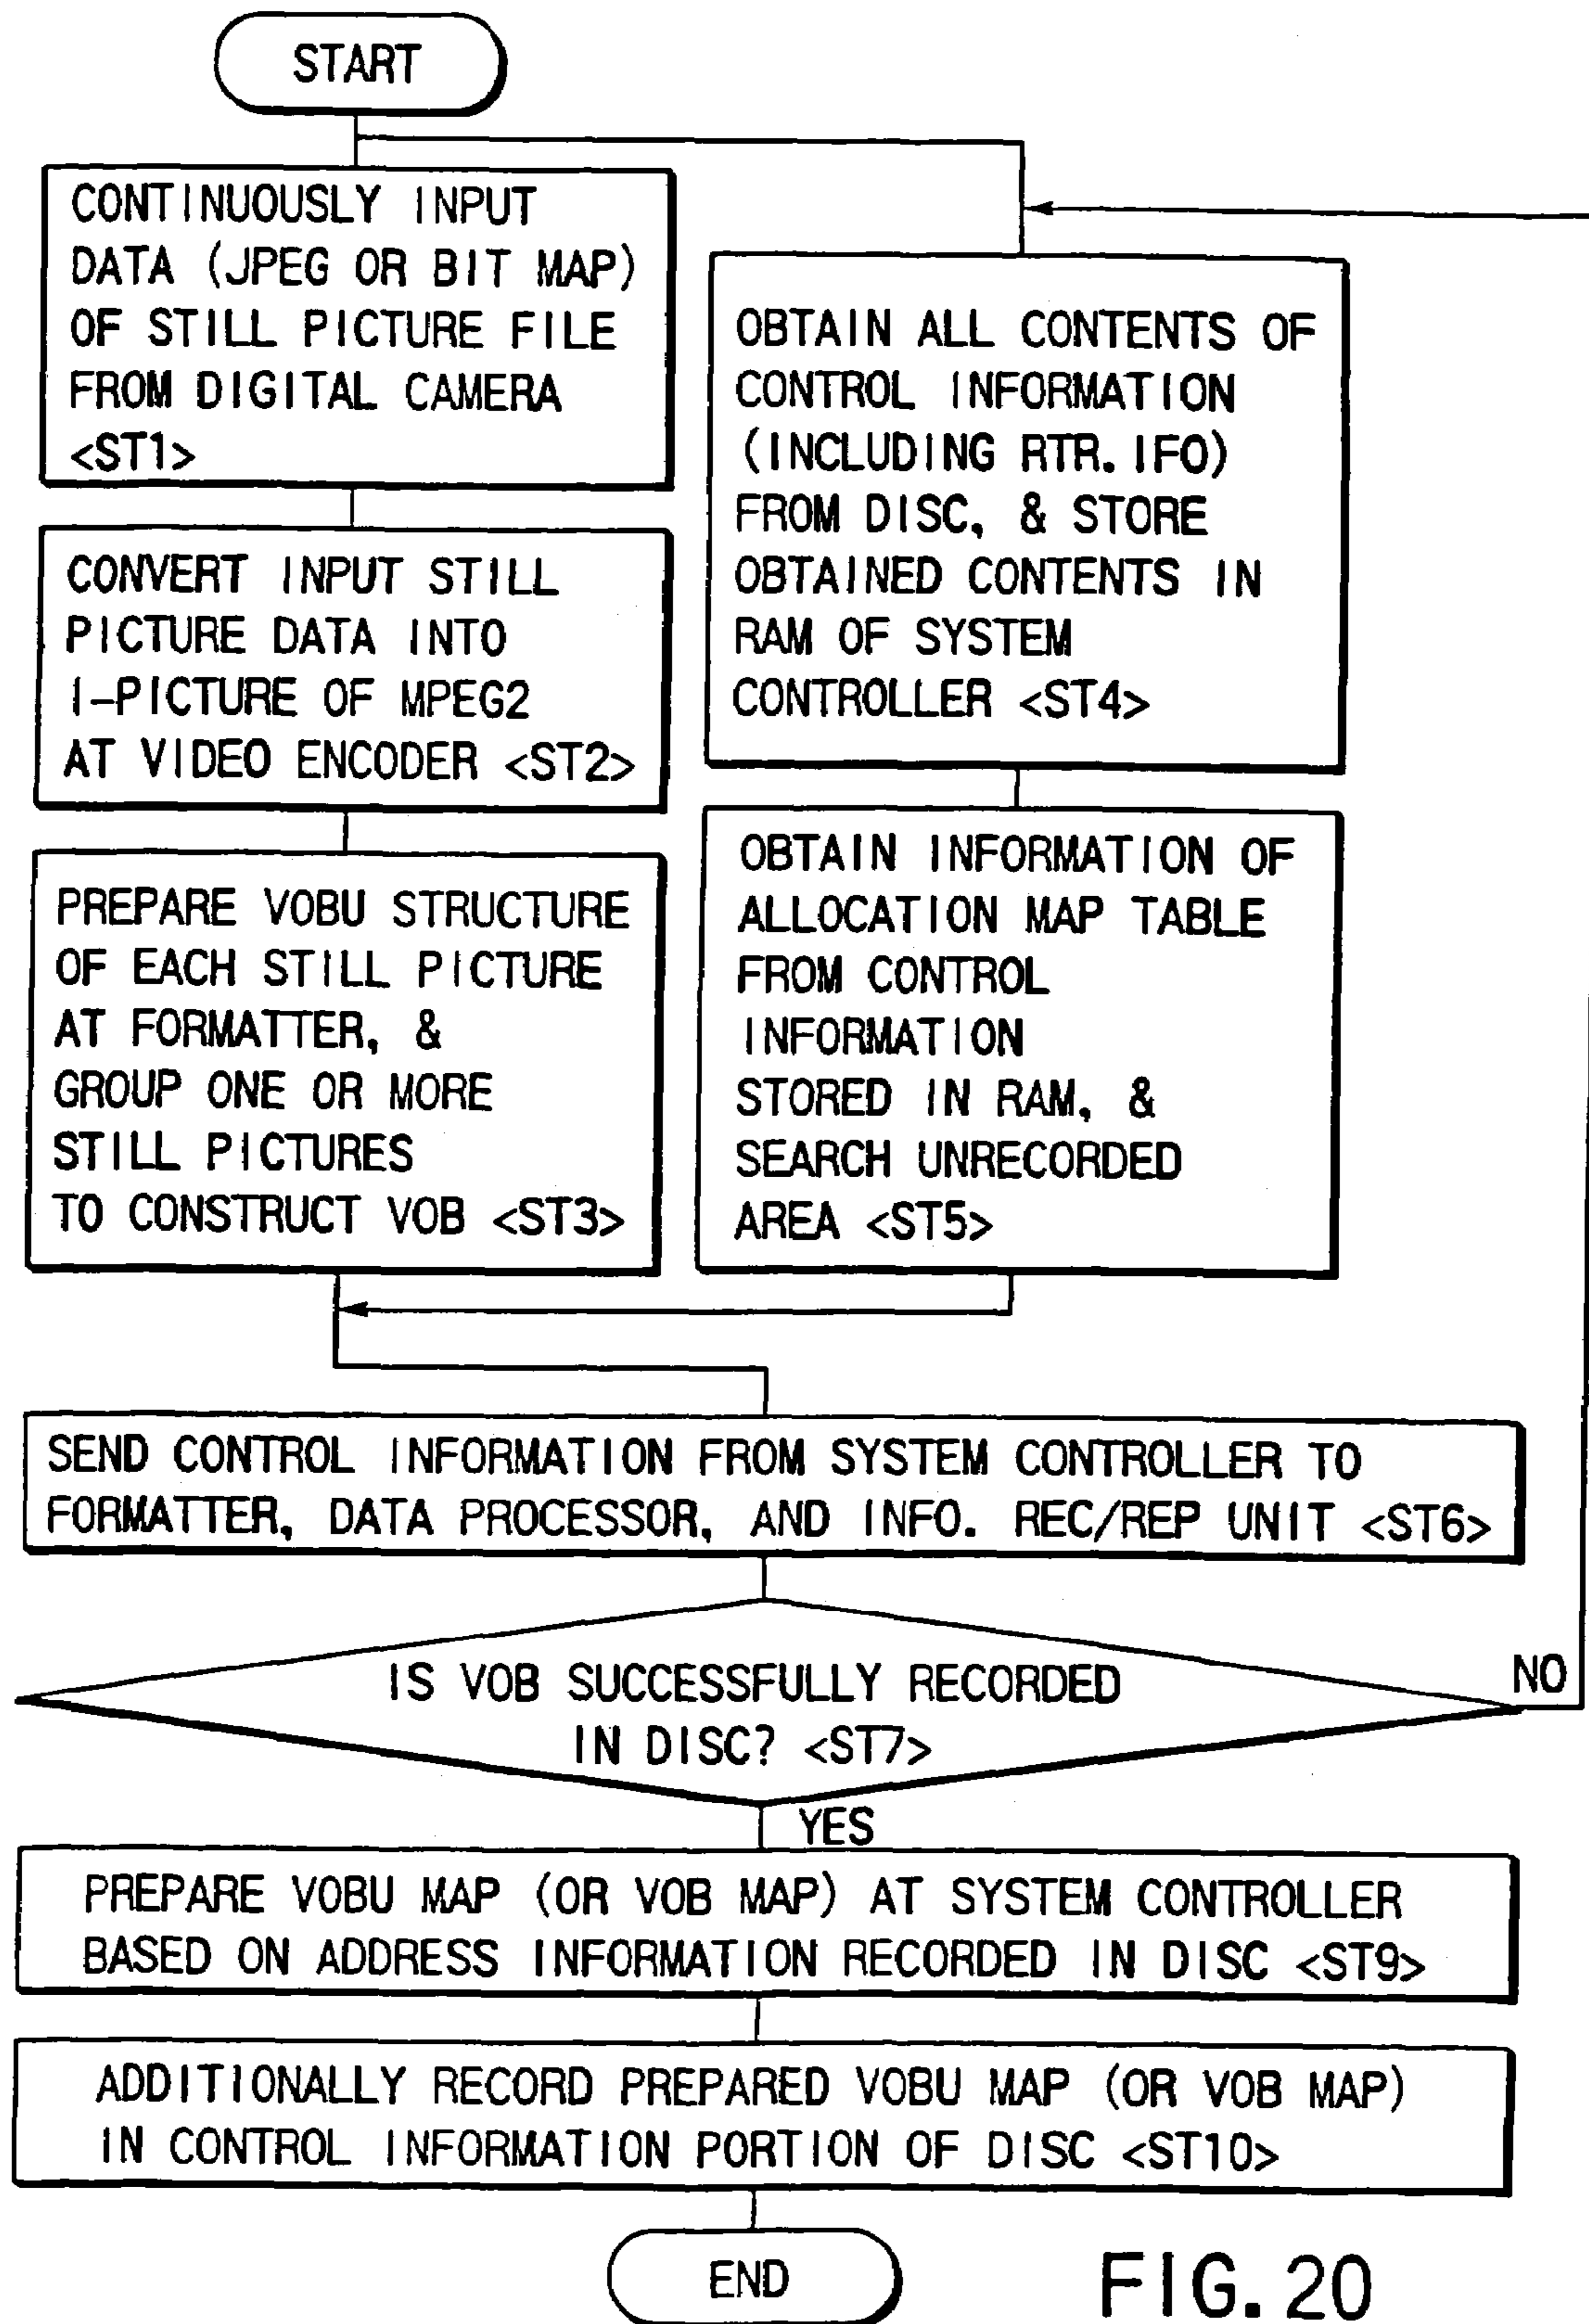 START
CONTINUOUSLY INPUT
DATA (JPEG OR BIT MAP)
OF STILL PICTURE FILE
FROM DIGITAL CAMERA
<ST1>
CONVERT INPUT STILL
PICTURE DATA INTO
I-PICTURE OF MPEG2
AT VIDEO ENCODER <ST2>
PREPARE VOBU STRUCTURE
OF EACH STILL PICTURE
AT FORMATTER, &
GROUP ONE OR MORE
STILL PICTURES
TO CONSTRUCT VOB <ST3>
OBTAIN ALL CONTENTS OF
CONTROL INFORMATION
(INCLUDING RTR. IFO)
FROM DISC, & STORE
OBTAINED CONTENTS IN
RAM OF SYSTEM
CONTROLLER <ST4>
OBTAIN INFORMATION OF
ALLOCATION MAP TABLE
FROM CONTROL
INFORMATION
STORED IN RAM, &
SEARCH UNRECORDED
AREA <ST5>
SEND CONTROL INFORMATION FROM SYSTEM CONTROLLER TO
FORMATTER, DATA PROCESSOR, AND INFO. REC/REP UNIT <ST6>
IS VOB SUCCESSFULLY RECORDED
IN DISC? <ST7>
NO
YES
PREPARE VOBU MAP (OR VOB MAP) AT SYSTEM CONTROLLER
BASED ON ADDRESS INFORMATION RECORDED IN DISC <ST9>
ADDITIONALLY RECORD PREPARED VOBU MAP (OR VOB MAP)
IN CONTROL INFORMATION PORTION OF DISC <ST10>
END
FIG. 20